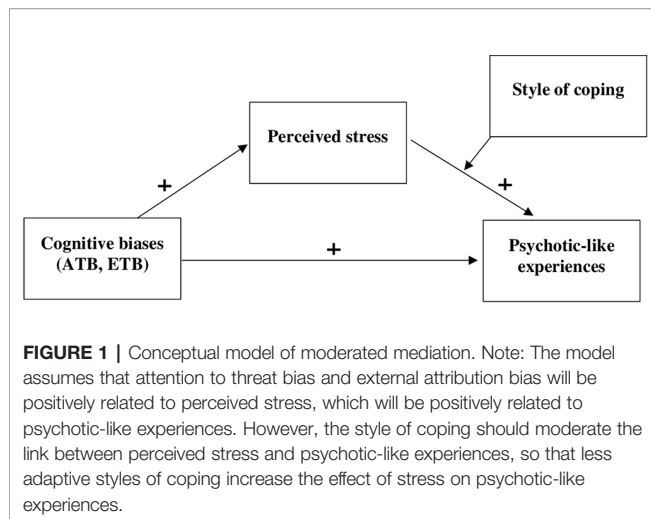 Style of coping
Perceived stress
+
+
Cognitive biases
(ATB, ETB)
+
Psychotic-like
experiences
FIGURE 1 | Conceptual model of moderated mediation. Note: The model
assumes that attention to threat bias and external attribution bias will be
positively related to perceived stress, which will be positively related to
psychotic-like experiences. However, the style of coping should moderate the
link between perceived stress and psychotic-like experiences, so that less
adaptive styles of coping increase the effect of stress on psychotic-like
experiences.